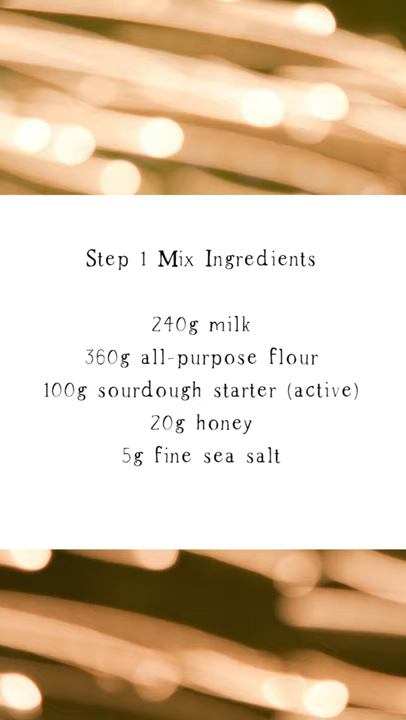 Step 1 Mix Ingredients
240g milk
360g all-purpose flour
100g sourdough starter (active)
20g honey
5g fine sea salt